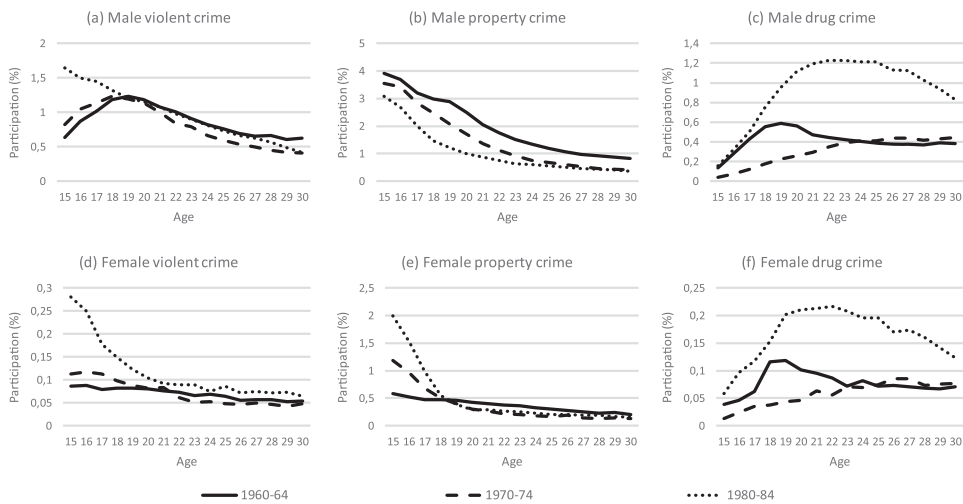 (a) Male violent crime
Participation (%)
2
1,5
1
0,5
0
15 16 17 18 19 20 21 22 23 24 25 26 27 28 29 30
Age
(b) Male property crime
Participation (%)
5
4
3
2
1
0
15 16 17 18 19 20 21 22 23 24 25 26 27 28 29 30
Age
(c) Male drug crime
Participation (%)
1,4
1,2
1
0,8
0,6
0,4
0,2
0
15 16 17 18 19 20 21 22 23 24 25 26 27 28 29 30
Age
(d) Female violent crime
Participation (%)
0,3
0,25
0,2
0,15
0,1
0,05
0
15 16 17 18 19 20 21 22 23 24 25 26 27 28 29 30
Age
(e) Female property crime
Participation (%)
2,5
2
1,5
1
0,5
0
15 16 17 18 19 20 21 22 23 24 25 26 27 28 29 30
Age
(f) Female drug crime
Participation (%)
0,25
0,2
0,15
0,1
0,05
0
15 16 17 18 19 20 21 22 23 24 25 26 27 28 29 30
Age
1960-64
1970-74
1980-84